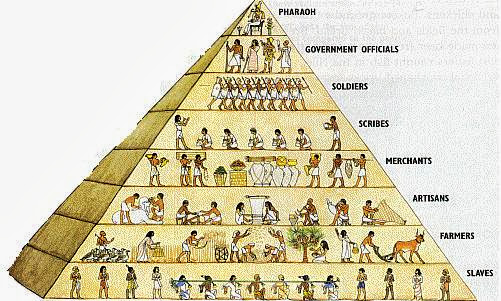 PHARAOH
GOVERNMENT OFFICIALS
SOLDIERS
SCRIBES
MERCHANTS
ARTISANS
FARMERS
SLAVES